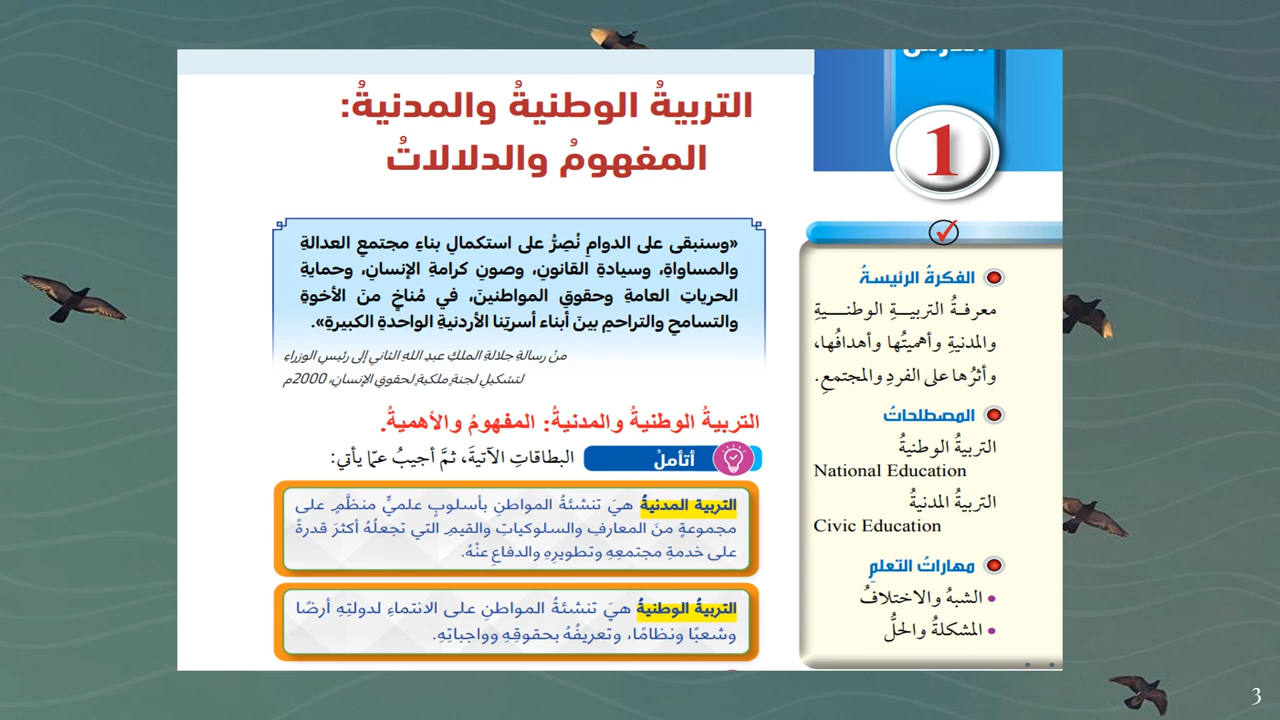 الدرس
1
التربيةُ الوطنيةُ والمدنيةُ:
المفهومُ والدلالاتُ
«وسنبقى على الدوامِ نُصِرُّ على استكمالِ بناءِ مجتمعِ العدالةِ
والمساواةِ، وسيادةِ القانونِ، وصونِ كرامةِ الإنسانِ، وحمايةِ
الحرياتِ العامةِ وحقوقِ المواطنينَ، في مُناخٍ منَ الأخوةِ
والتسامحِ والتراحمِ بينَ أبناء أسرتِنا الأردنيةِ الواحدةِ الكبيرةِ».
منْ رسالةِ جلالةِ الملكِ عبدِ اللهِ الثاني إلى رئيسِ الوزراءِ
لتشكيلِ لجنةٍ ملكيةٍ لحقوقِ الإنسانِ، 2000م
التربيةُ الوطنيةُ والمدنيةُ: المفهومُ والأهميةُ.
أتأملُ البطاقاتِ الآتيةَ، ثمَّ أجيبُ عمّا يأتي:
التربية المدنيةُ هيَ تنشئةُ المواطنِ بأسلوبٍ علميٍّ منظَّمٍ على
مجموعةٍ منَ المعارفِ والسلوكياتِ والقيمِ التي تجعلُهُ أكثرَ قدرةً
على خدمةِ مجتمعِهِ وتطويرِهِ والدفاعِ عنْهُ.
التربيةُ الوطنيةُ هيَ تنشئةُ المواطنِ على الانتماءِ لدولتِهِ أرضًا
وشعبًا ونظامًا، وتعريفُهُ بحقوقِهِ وواجباتِهِ.
الفكرةُ الرئيسةُ
معرفةُ التربيةِ الوطنيةِ
والمدنيةِ وأهميتُها وأهدافُها،
وأثرُها على الفردِ والمجتمعِ.
المصطلحاتُ
التربيةُ الوطنيةُ
National Education
التربيةُ المدنيةُ
Civic Education
مهاراتُ التعلمِ
• الشبهُ والاختلافُ
• المشكلةُ والحلُّ
3